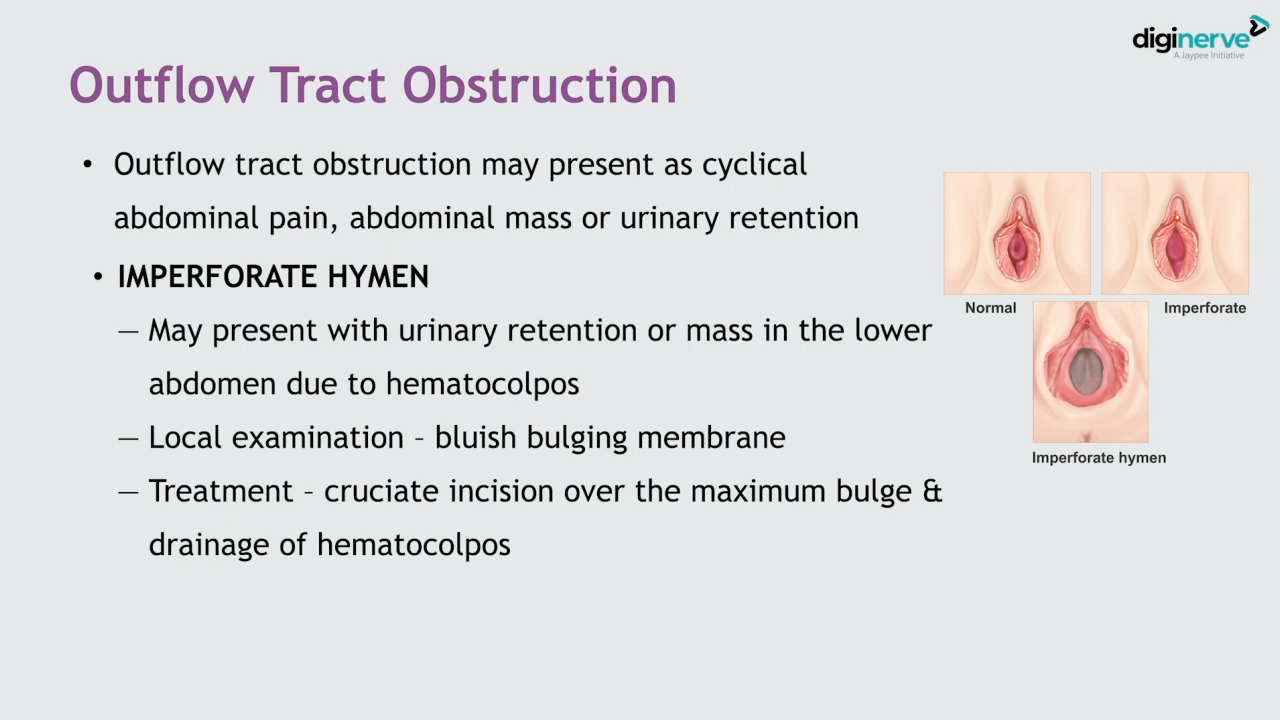 diginerve
A Jaypee Initiative
Outflow Tract Obstruction
• Outflow tract obstruction may present as cyclical
abdominal pain, abdominal mass or urinary retention
• IMPERFORATE HYMEN
— May present with urinary retention or mass in the lower
abdomen due to hematocolpos
— Local examination – bluish bulging membrane
— Treatment – cruciate incision over the maximum bulge &
drainage of hematocolpos
Normal
Imperforate
Imperforate hymen